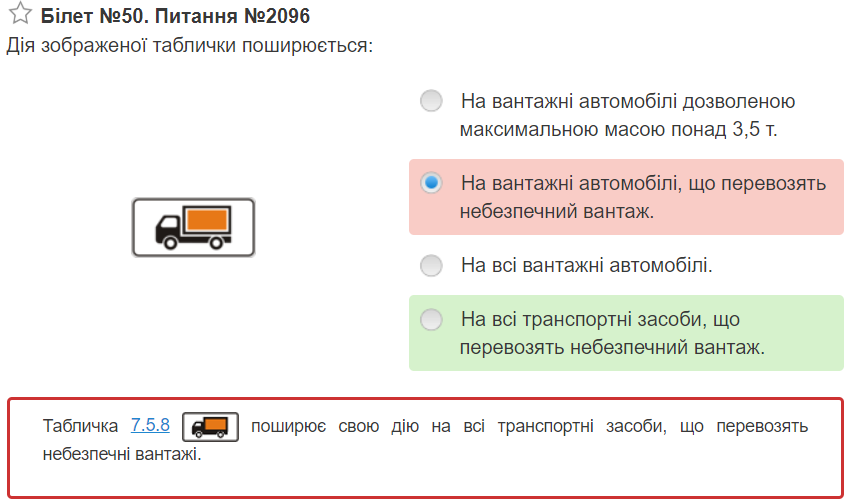 Білет №50. Питання №2096
Дія зображеної таблички поширюється:
На вантажні автомобілі дозволеною
максимальною масою понад 3,5 т.
На вантажні автомобілі, що перевозять
небезпечний вантаж.
На всі вантажні автомобілі.
На всі транспортні засоби, що
перевозять небезпечний вантаж.
Табличка 7.5.8 поширює свою дію на всі транспортні засоби, що перевозять
небезпечні вантажі.